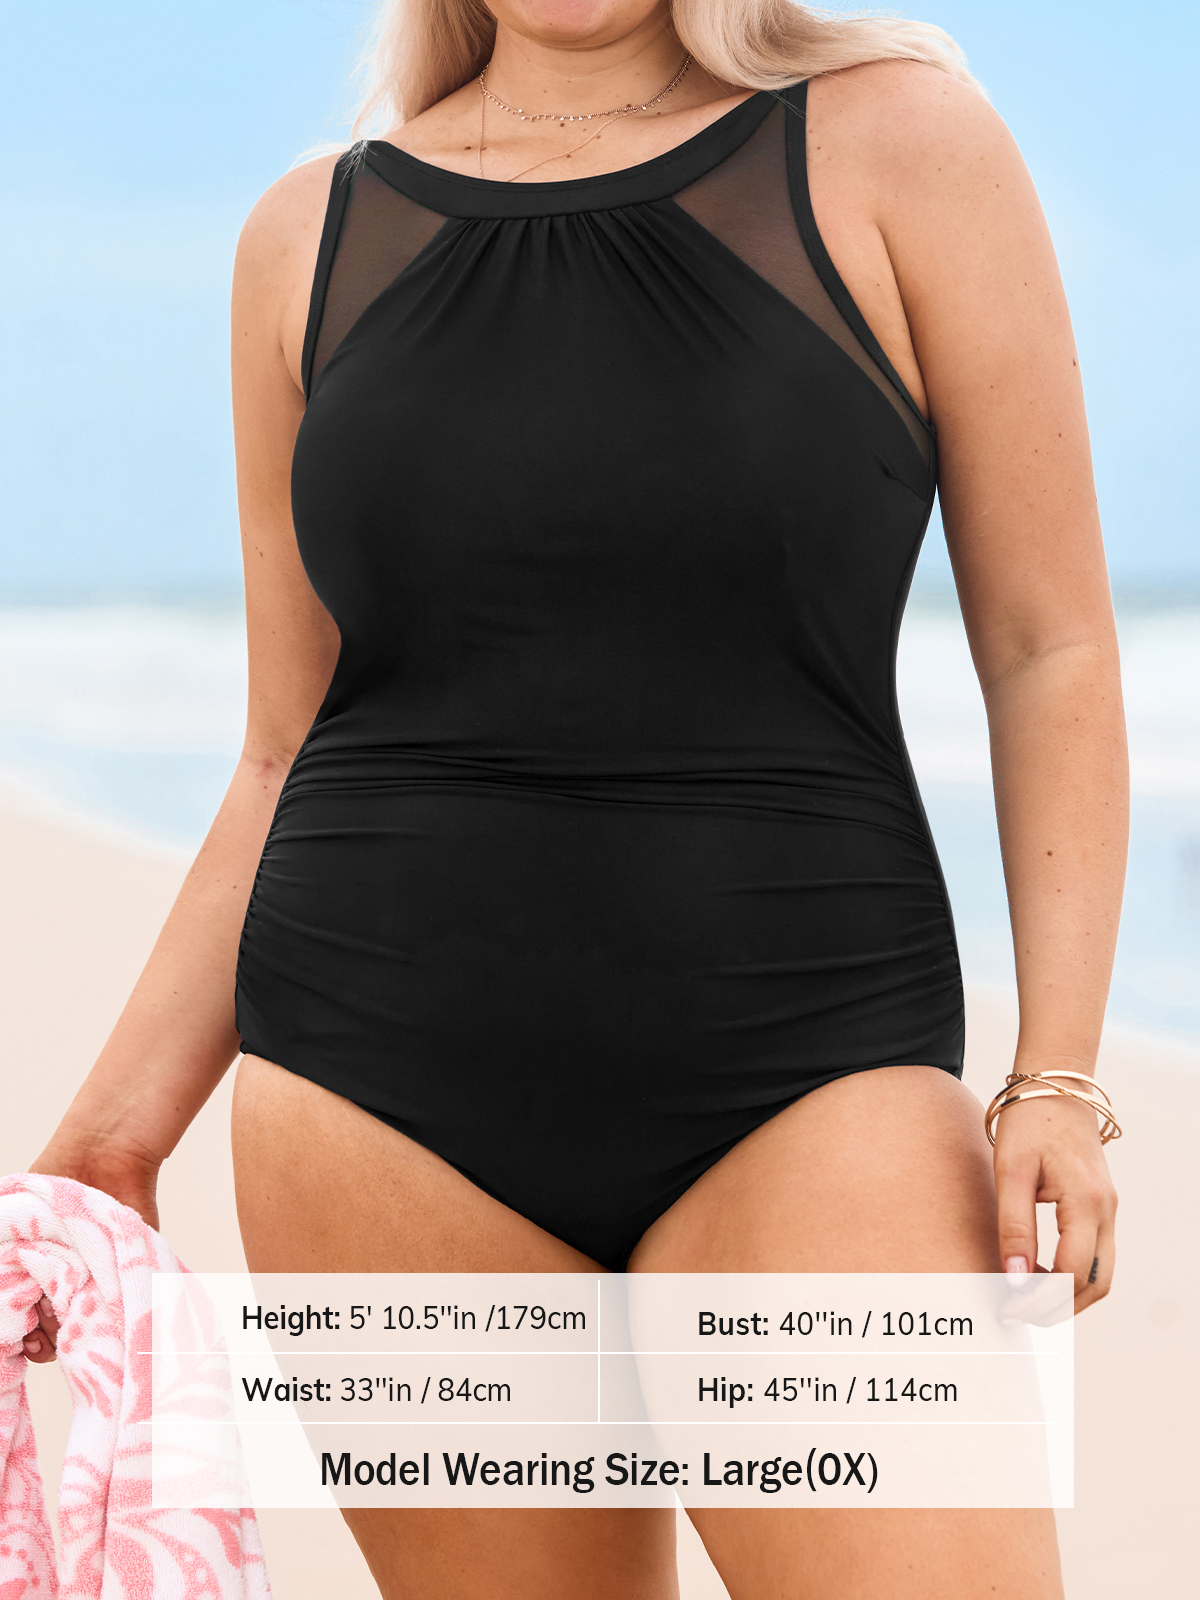 Height: 5' 10.5"in /179cm
Bust: 40"in / 101cm
Waist: 33"in / 84cm
Hip: 45"in / 114cm
Model Wearing Size: Large(0X)